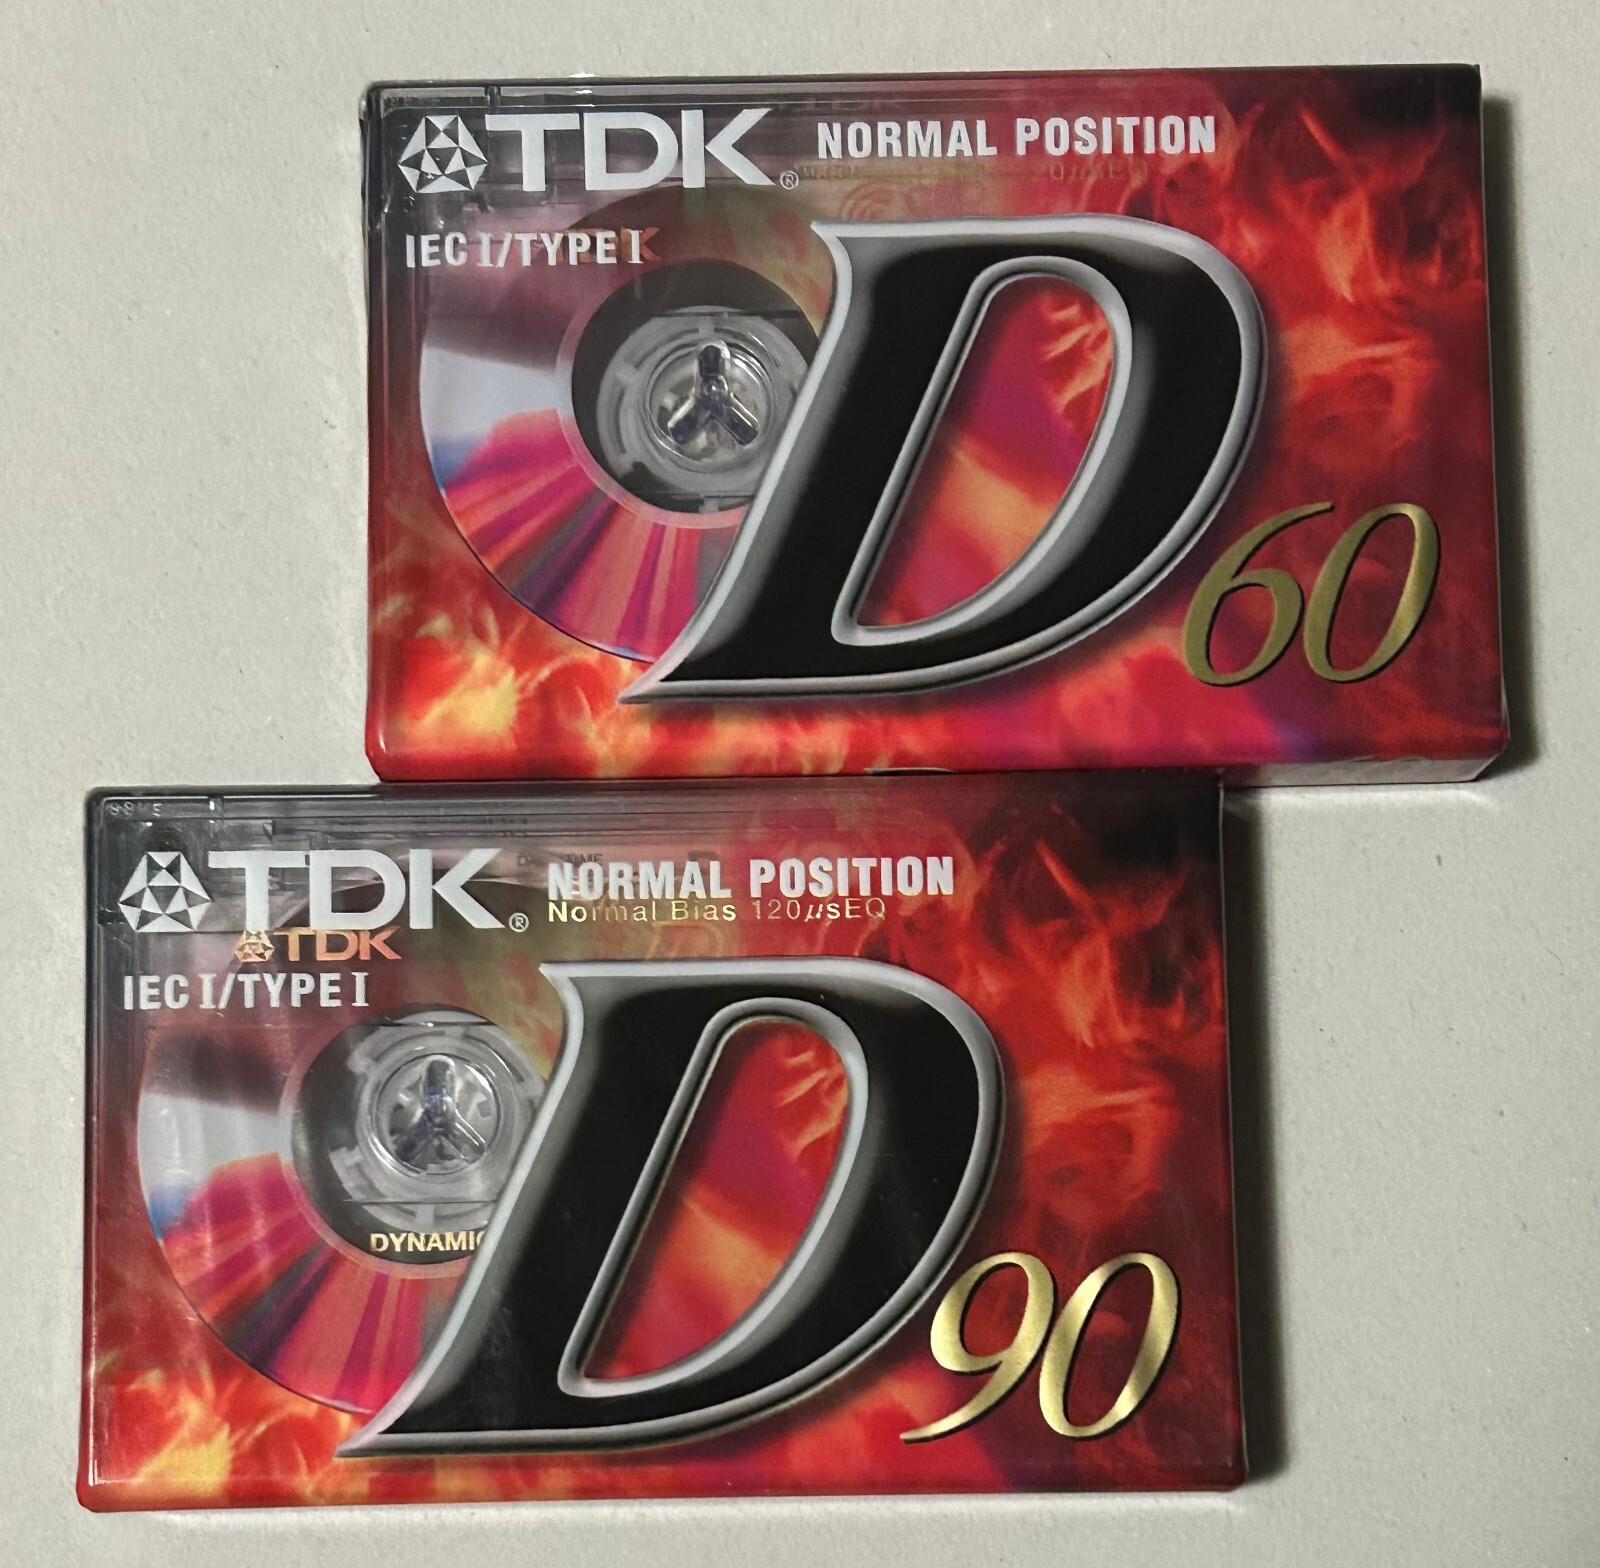 TDK® NORMAL POSITION
IEC I/TYPE I
D 60
TDK® NORMAL POSITION
Normal Bias 120μsEQ
TDK
IEC I/TYPE I
DYNAMIC
D 90